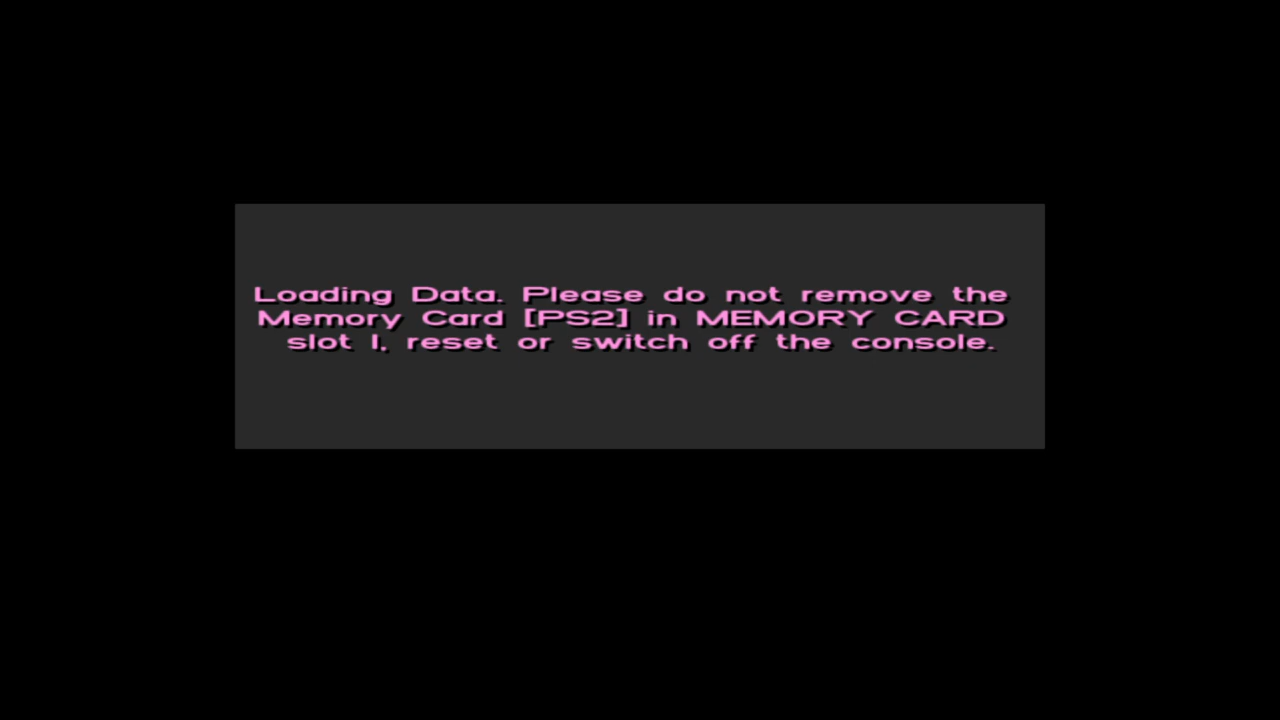 Loading Data. Please do not remove the
Memory Card [PS2] in MEMORY CARD
slot 1, reset or switch off the console.